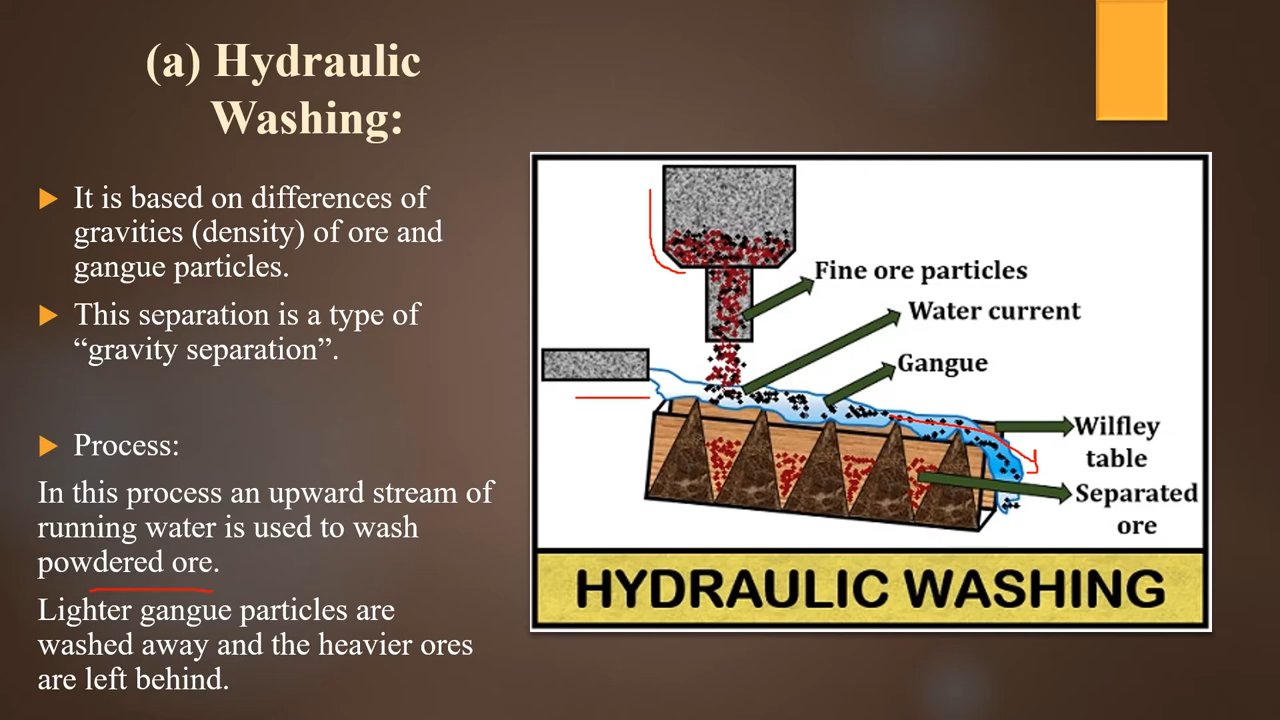 (a) Hydraulic
Washing:
It is based on differences of
gravities (density) of ore and
gangue particles.
This separation is a type of
“gravity separation”.
Process:
In this process an upward stream of
running water is used to wash
powdered ore.
Lighter gangue particles are
washed away and the heavier ores
are left behind.
Fine ore particles
Water current
Gangue
Wilfley
table
Separated
ore
HYDRAULIC WASHING